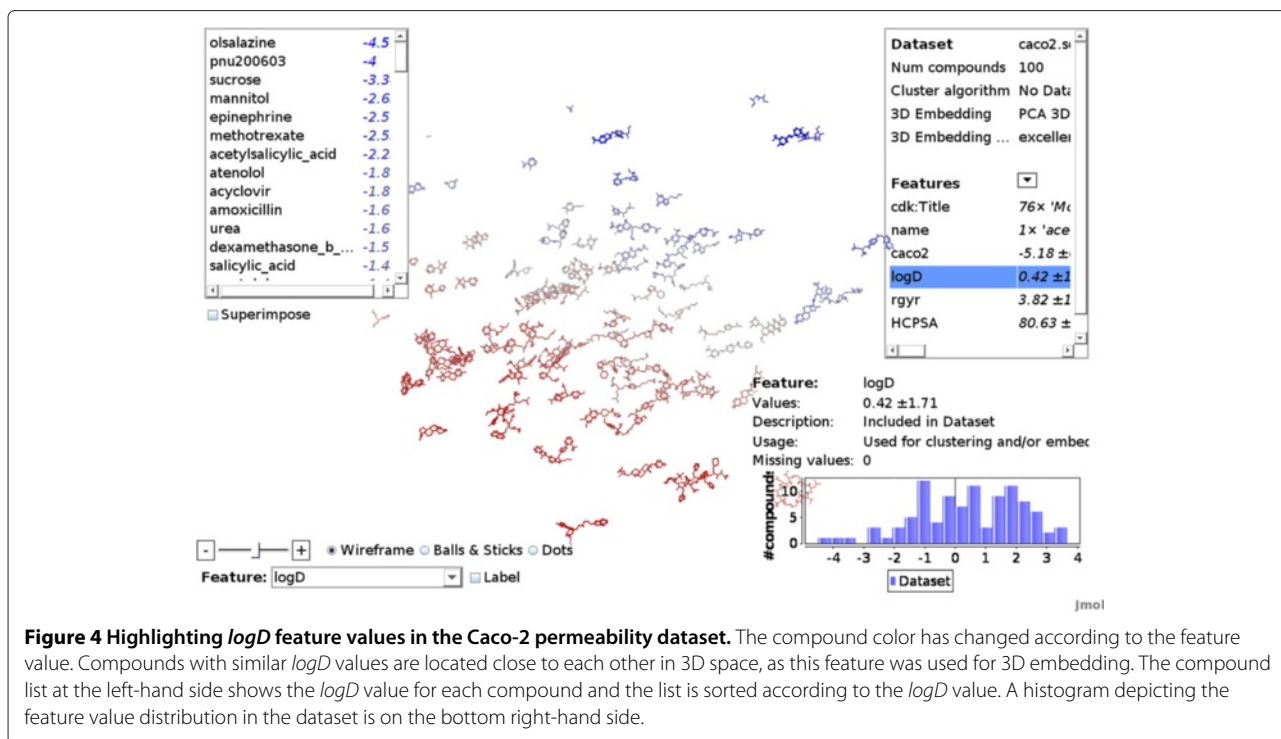 olsalazine -4.5
pnu200603 -4
sucrose -3.3
mannitol -2.6
epinephrine -2.5
methotrexate -2.5
acetylsalicylic_acid -2.2
atenolol -1.8
acyclovir -1.8
amoxicillin -1.6
urea -1.6
dexamethasone_b_... -1.5
salicylic_acid -1.4
Superimpose
Dataset caco2.s
Num compounds 100
Cluster algorithm No Data
3D Embedding PCA 3D
3D Embedding ... excellen
Features
cdk:Title 76× 'Mo
name 1× 'ace
caco2 -5.18 ±
logD 0.42 ±1
rgyr 3.82 ±1
HCPSA 80.63 ±
Feature: logD
Values: 0.42 ±1.71
Description: Included in Dataset
Usage: Used for clustering and/or embec
Missing values: 0
#compounds
10
5
0
-4 -3 -2 -1 0 1 2 3 4
Dataset
- + Wireframe Balls & Sticks Dots
Feature: logD Label
Jmol
Figure 4 Highlighting logD feature values in the Caco-2 permeability dataset. The compound color has changed according to the feature
value. Compounds with similar logD values are located close to each other in 3D space, as this feature was used for 3D embedding. The compound
list at the left-hand side shows the logD value for each compound and the list is sorted according to the logD value. A histogram depicting the
feature value distribution in the dataset is on the bottom right-hand side.